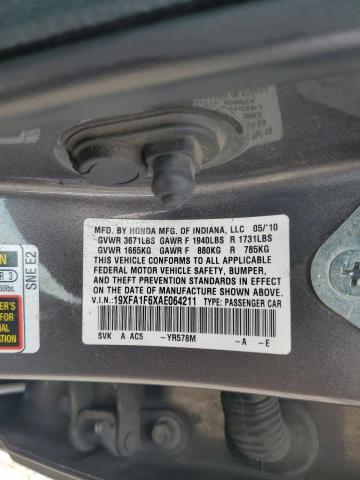 MFD. BY HONDA MFG. OF INDIANA, LLC 05/'10
GVWR 3671LBS GAWR F 1940LBS R 1731LBS
GVWR 1665KG GAWR F 880KG R 785KG
THIS VEHICLE CONFORMS TO ALL APPLICABLE
FEDERAL MOTOR VEHICLE SAFETY, BUMPER,
AND THEFT PREVENTION STANDARDS IN EFFECT
ON THE DATE OF MANUFACTURE SHOWN ABOVE.
V.I.N.: 19XFA1F6XAE064211 TYPE: PASSENGER CAR
SVK A AC5 -YR578M -A -E
SNE E2